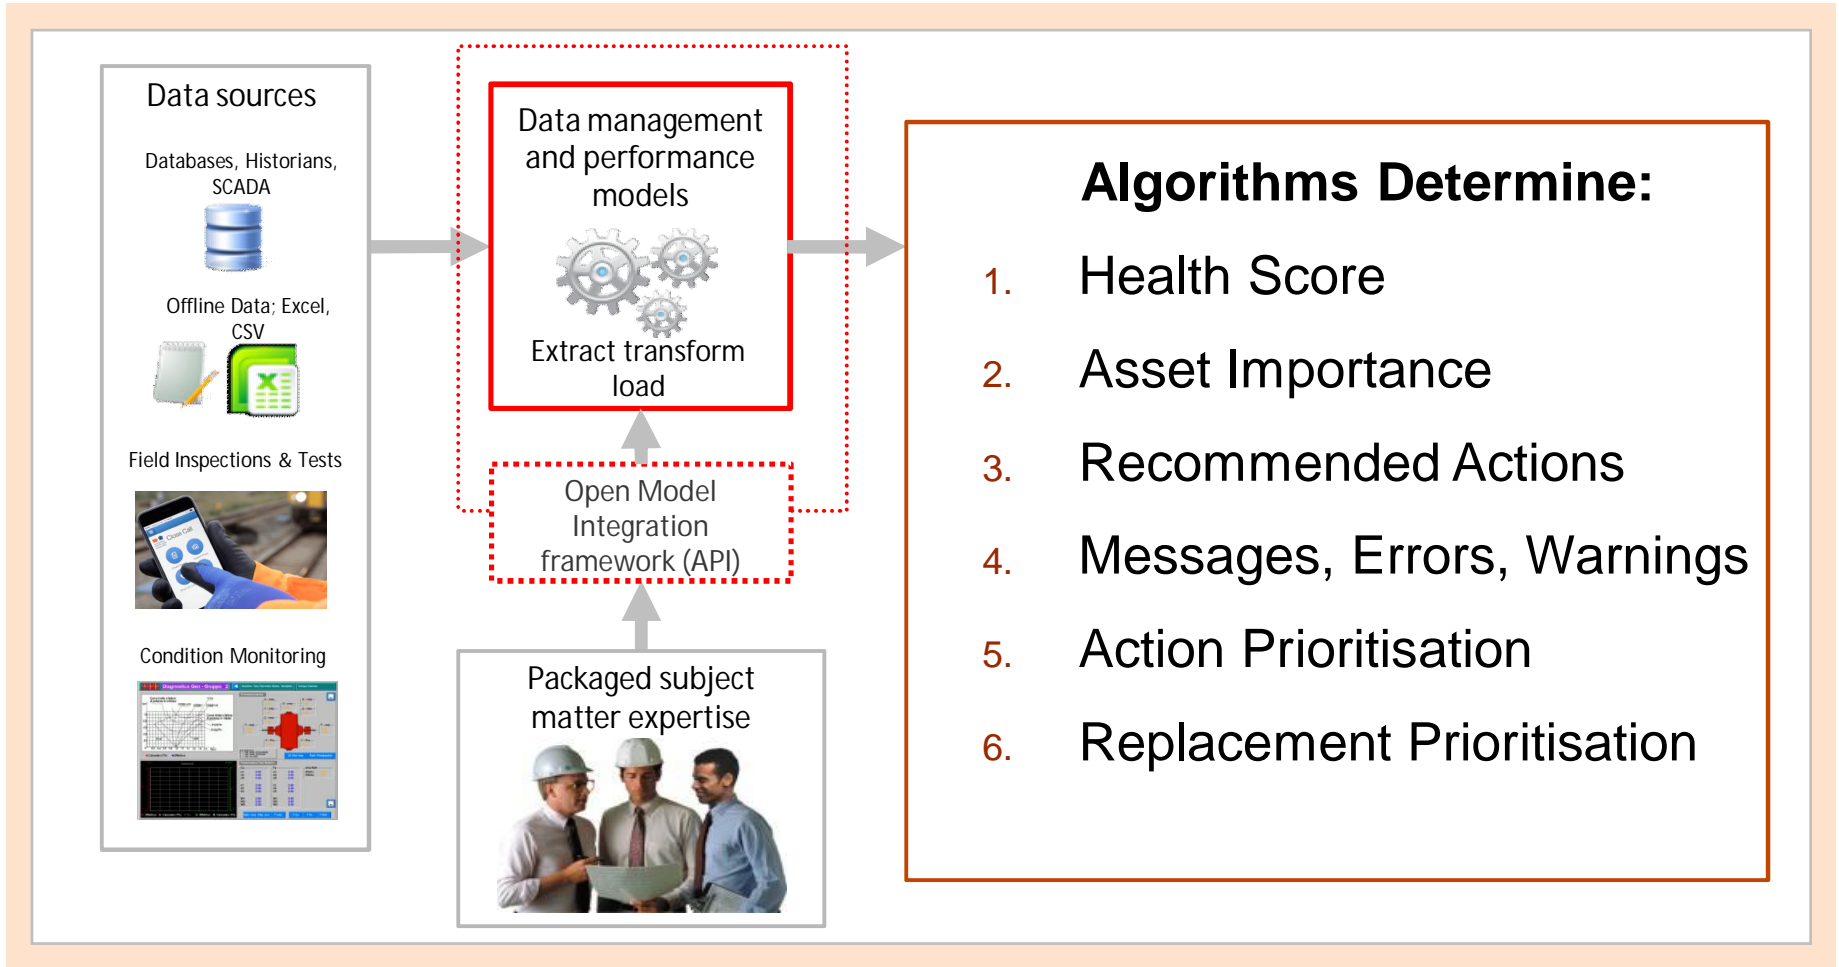 Data sources
Databases, Historians,
SCADA
Offline Data; Excel,
CSV
Field Inspections & Tests
Close Call
Condition Monitoring
Data management
and performance
models
Extract transform
load
Open Model
Integration
framework (API)
Packaged subject
matter expertise
Algorithms Determine:
1. Health Score
2. Asset Importance
3. Recommended Actions
4. Messages, Errors, Warnings
5. Action Prioritisation
6. Replacement Prioritisation